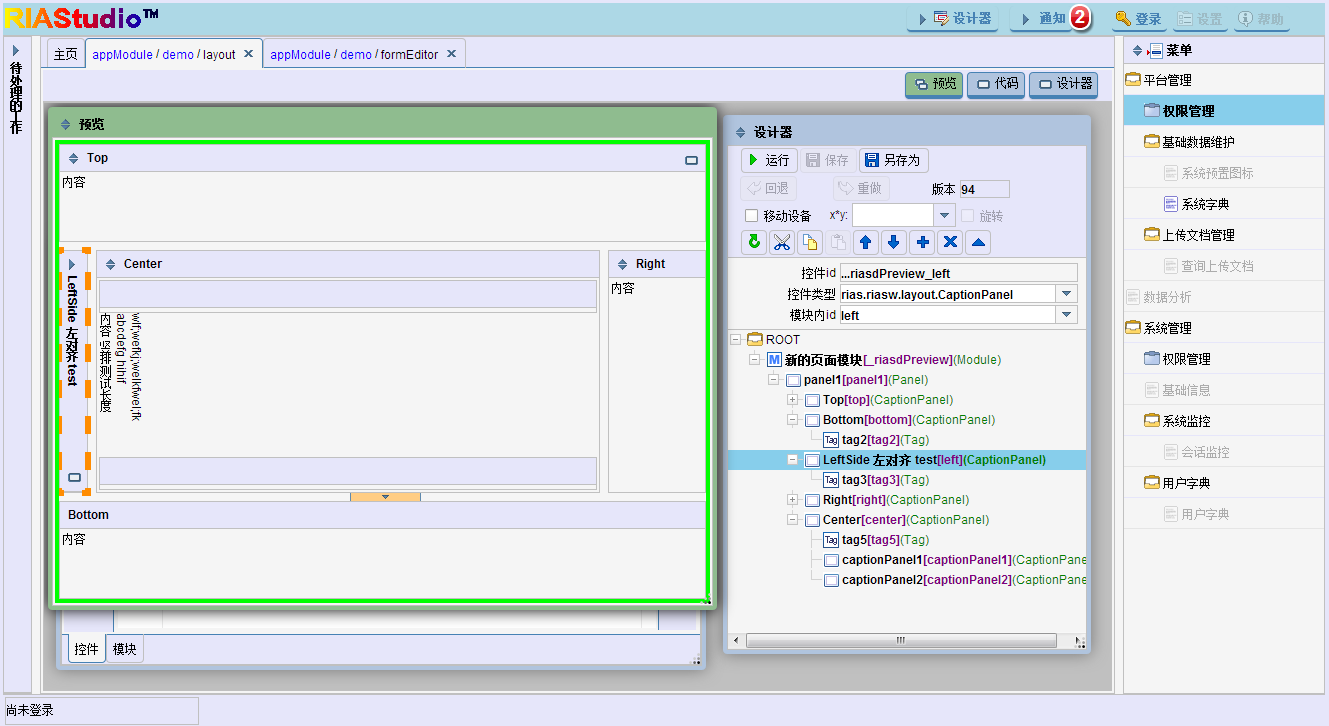 RIAStudio™
设计器
通知 2
登录
设置
帮助
待处理的工作
主页
appModule / demo / layout
appModule / demo / formEditor
预览
代码
设计器
预览
Top
内容
LeftSide 左对齐 test
Center
内容 竖排测试长度
abcdefg hihif
wlf;wefkj;welkfwel;fk
Right
内容
Bottom
内容
控件
模块
设计器
运行
保存
另存为
回退
重做
版本 94
移动设备
x*y:
旋转
控件id ...riasdPreview_left
控件类型 rias.riasw.layout.CaptionPanel
模块内id left
ROOT
M 新的页面模块[_riasdPreview](Module)
panel1[panel1](Panel)
Top[top](CaptionPanel)
Bottom[bottom](CaptionPanel)
Tag tag2[tag2](Tag)
LeftSide 左对齐 test[left](CaptionPanel)
Tag tag3[tag3](Tag)
Right[right](CaptionPanel)
Center[center](CaptionPanel)
Tag tag5[tag5](Tag)
captionPanel1[captionPanel1](CaptionPane
captionPanel2[captionPanel2](CaptionPane
菜单
平台管理
权限管理
基础数据维护
系统预置图标
系统字典
上传文档管理
查询上传文档
数据分析
系统管理
权限管理
基础信息
系统监控
会话监控
用户字典
用户字典
尚未登录